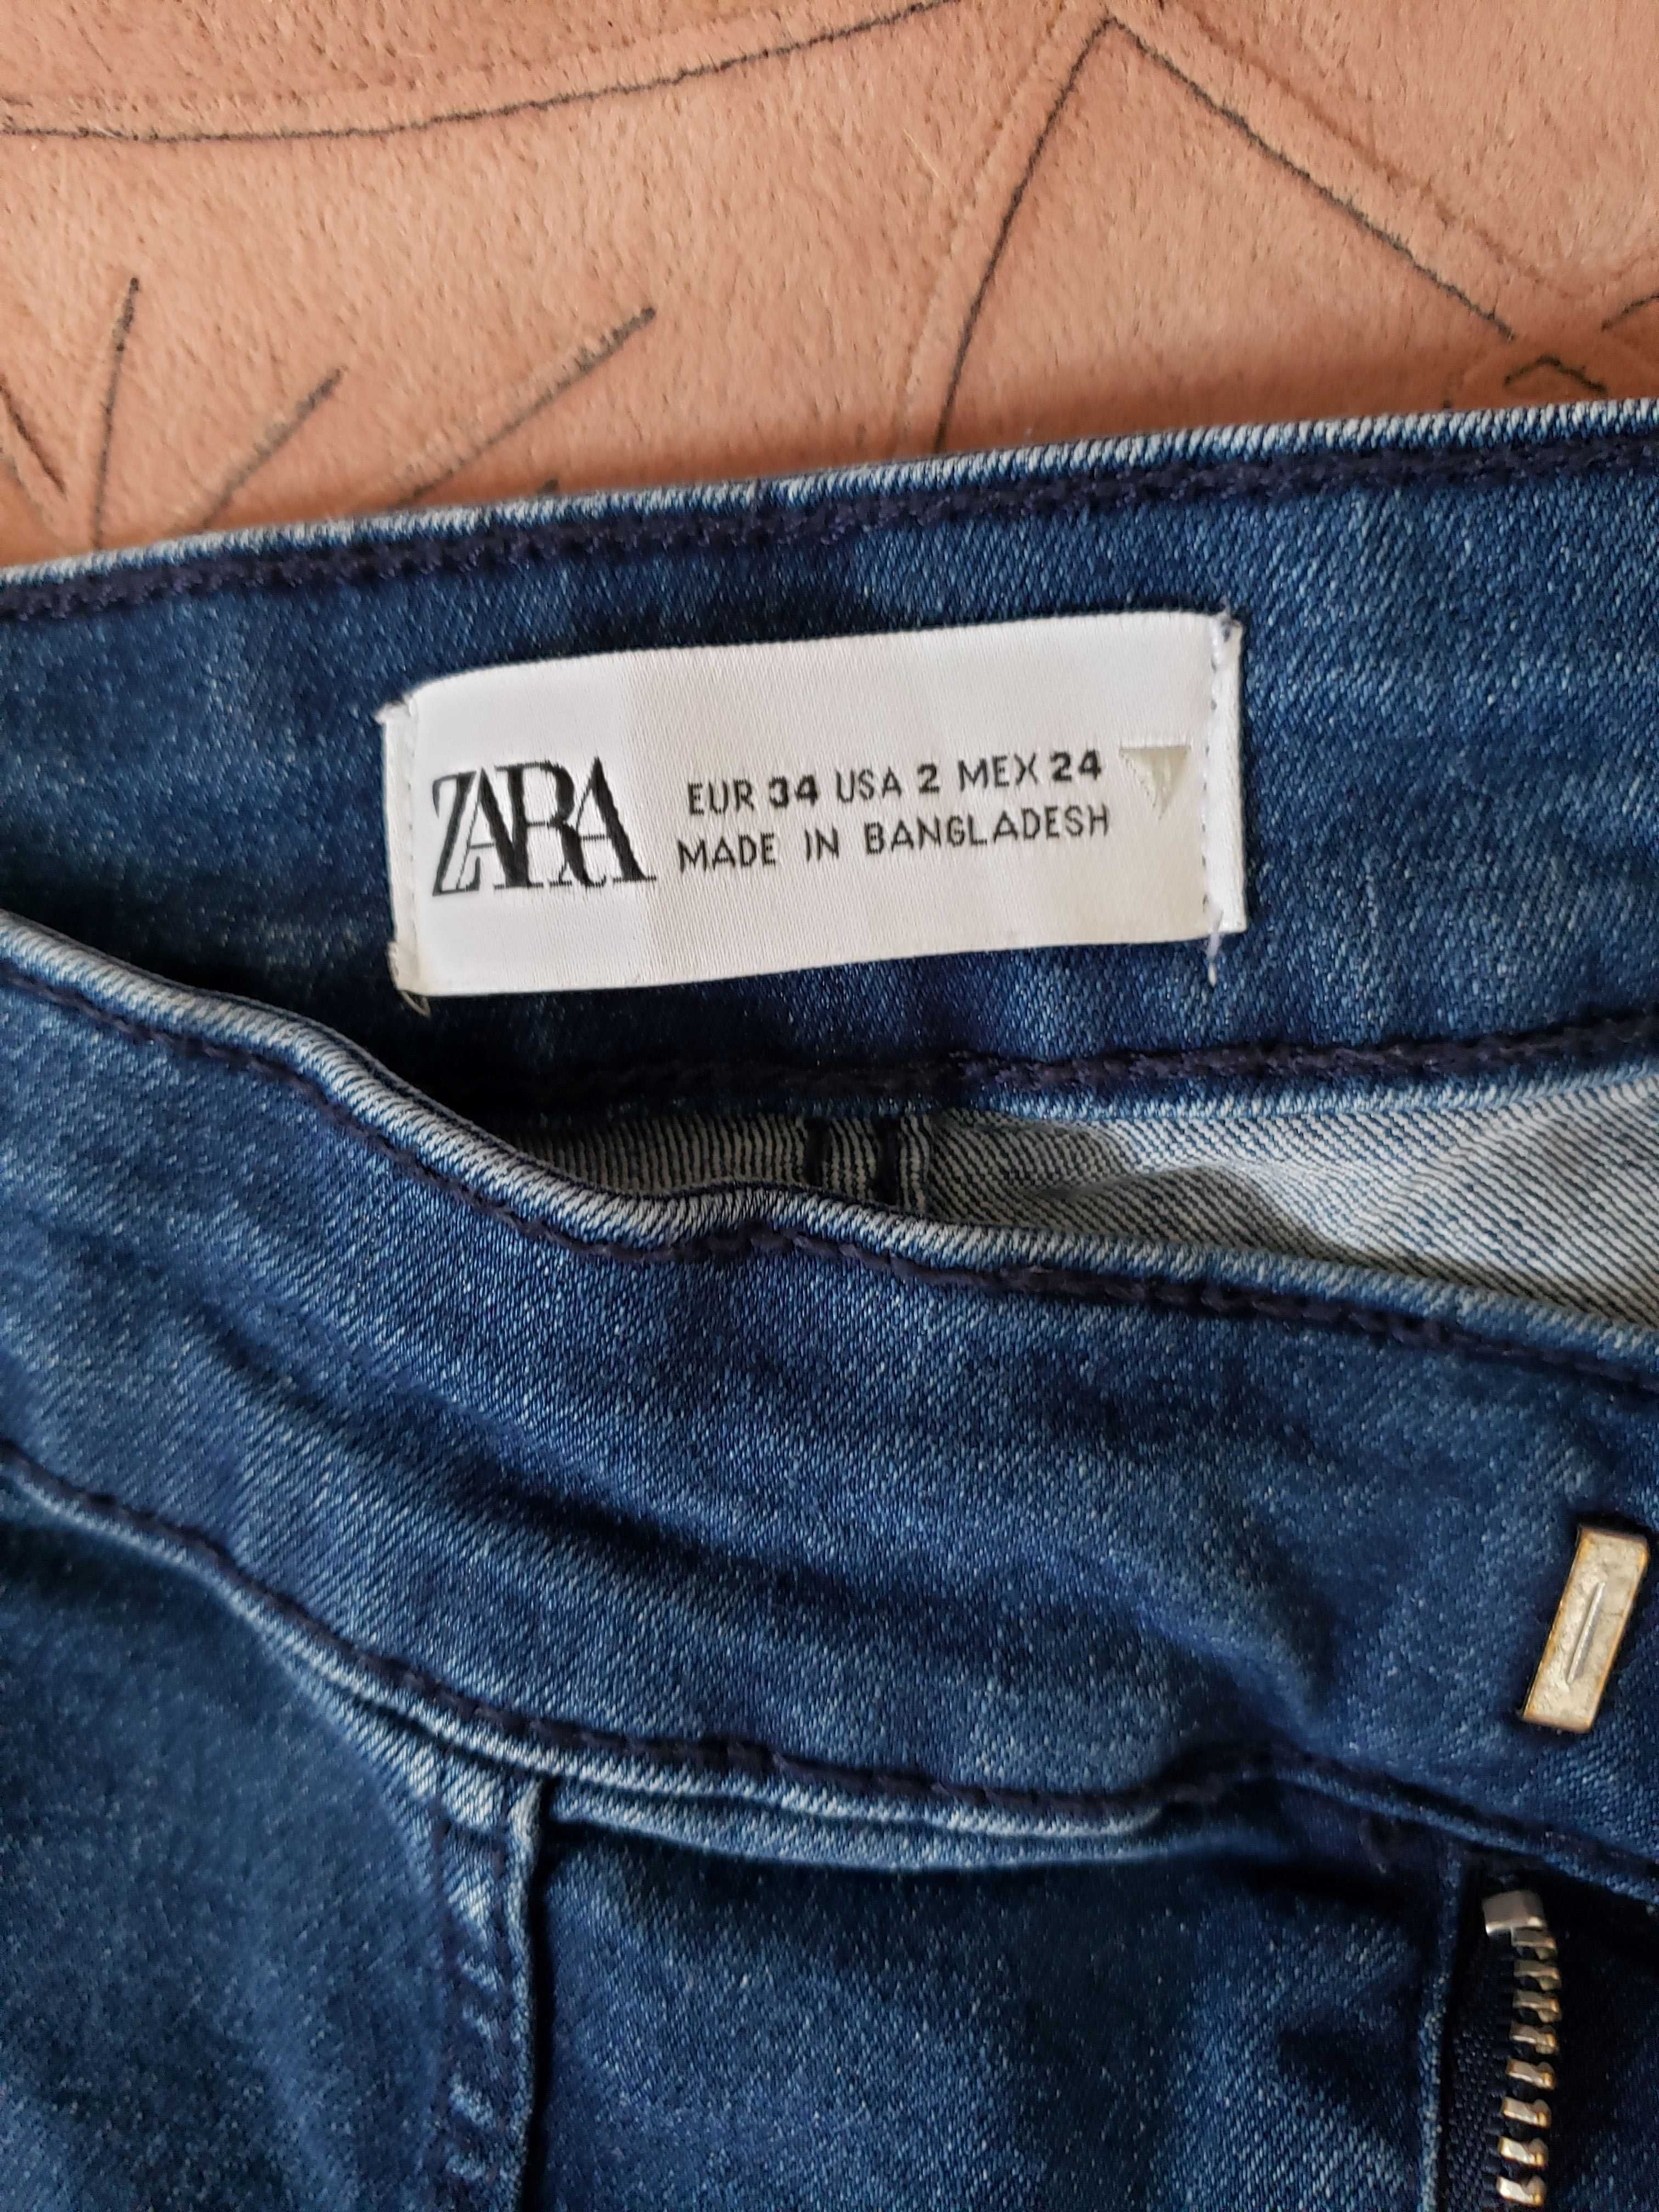 ZARA
EUR 34 USA 2 MEX 24
MADE IN BANGLADESH